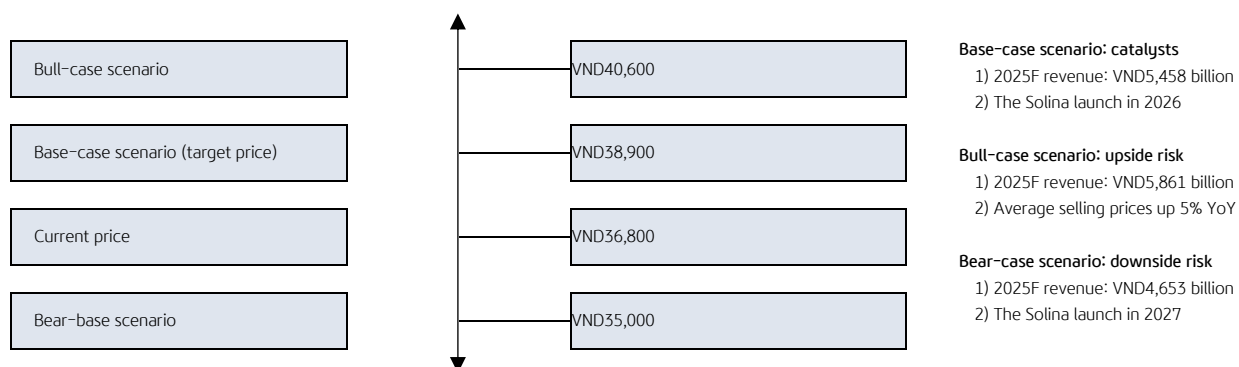 Bull-case scenario
VND40,600
Base-case scenario (target price)
VND38,900
Current price
VND36,800
Bear-base scenario
VND35,000
Base-case scenario: catalysts
1) 2025F revenue: VND5,458 billion
2) The Solina launch in 2026
Bull-case scenario: upside risk
1) 2025F revenue: VND5,861 billion
2) Average selling prices up 5% YoY
Bear-case scenario: downside risk
1) 2025F revenue: VND4,653 billion
2) The Solina launch in 2027